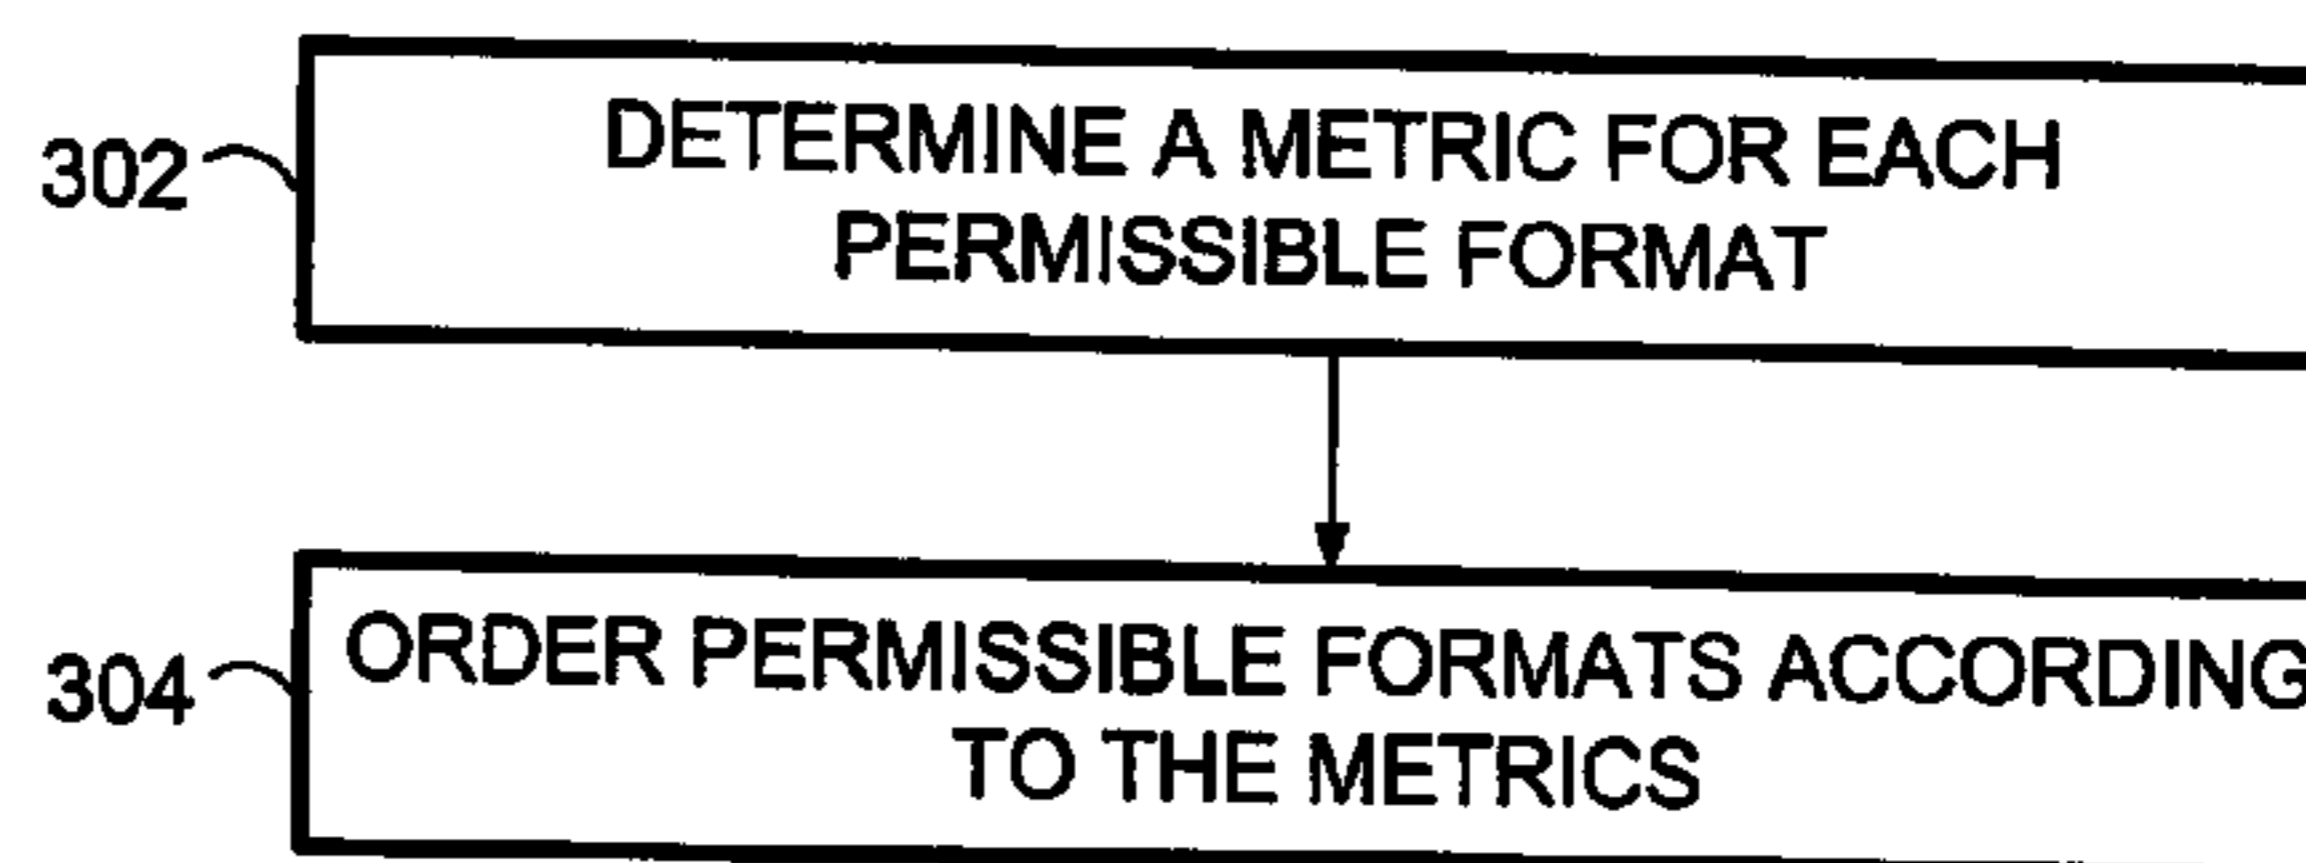 302
DETERMINE A METRIC FOR EACH
PERMISSIBLE FORMAT
304
ORDER PERMISSIBLE FORMATS ACCORDING
TO THE METRICS